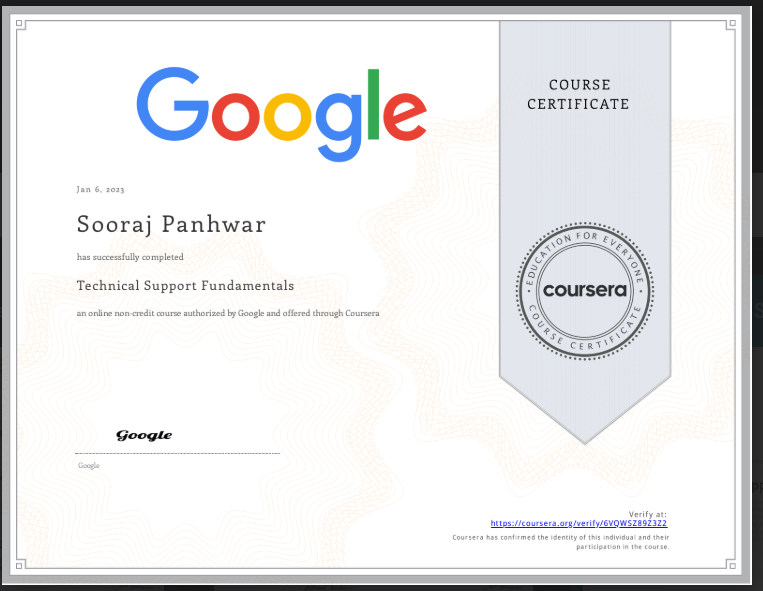 Google
COURSE
CERTIFICATE
Jan 6, 2023
Sooraj Panhwar
has successfully completed
Technical Support Fundamentals
an online non-credit course authorized by Google and offered through Coursera
EDUCATION FOR EVERYONE
coursera
COURSE CERTIFICATE
Google
Google
Verify at:
https://coursera.org/verify/6VQWSZ89Z3Z2
Coursera has confirmed the identity of this individual and their
participation in the course.